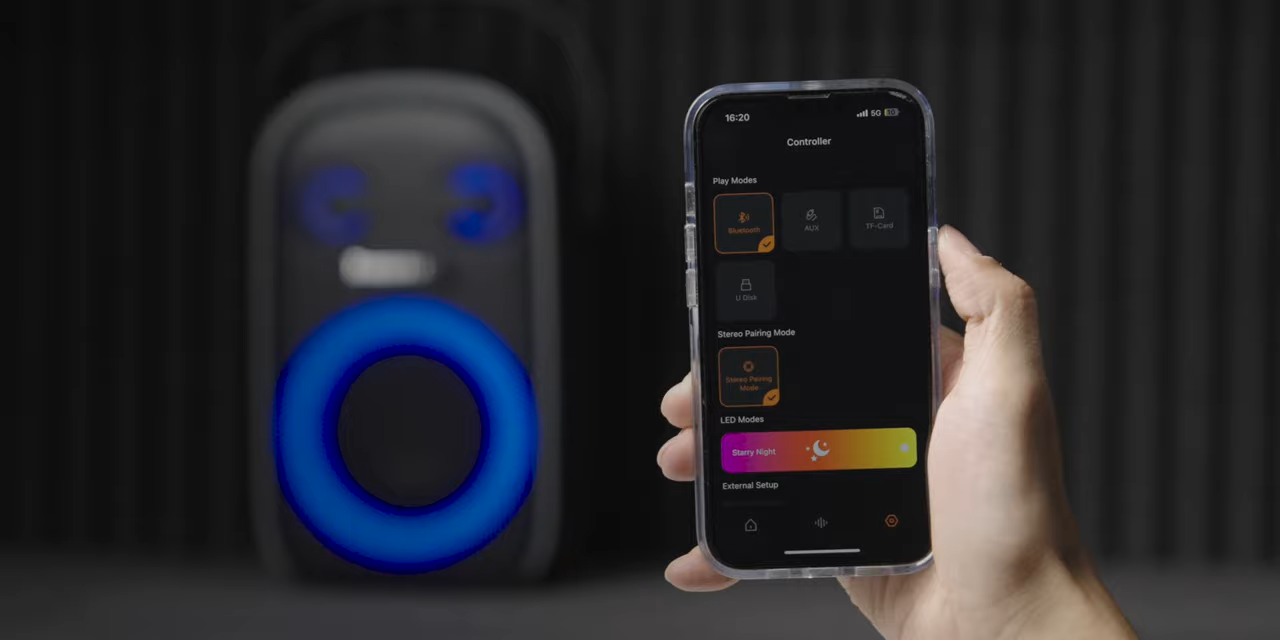 16:20
5G
Controller
Play Modes
Bluetooth
AUX
TF-Card
U Disk
Stereo Pairing Mode
Stereo Pairing
Mode
LED Modes
Starry Night
External Setup